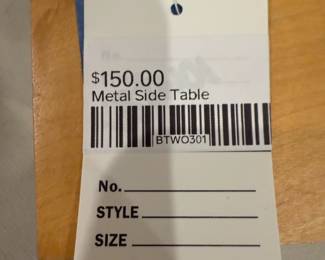 $150.00
Metal Side Table
BTWO301
No.
STYLE
SIZE